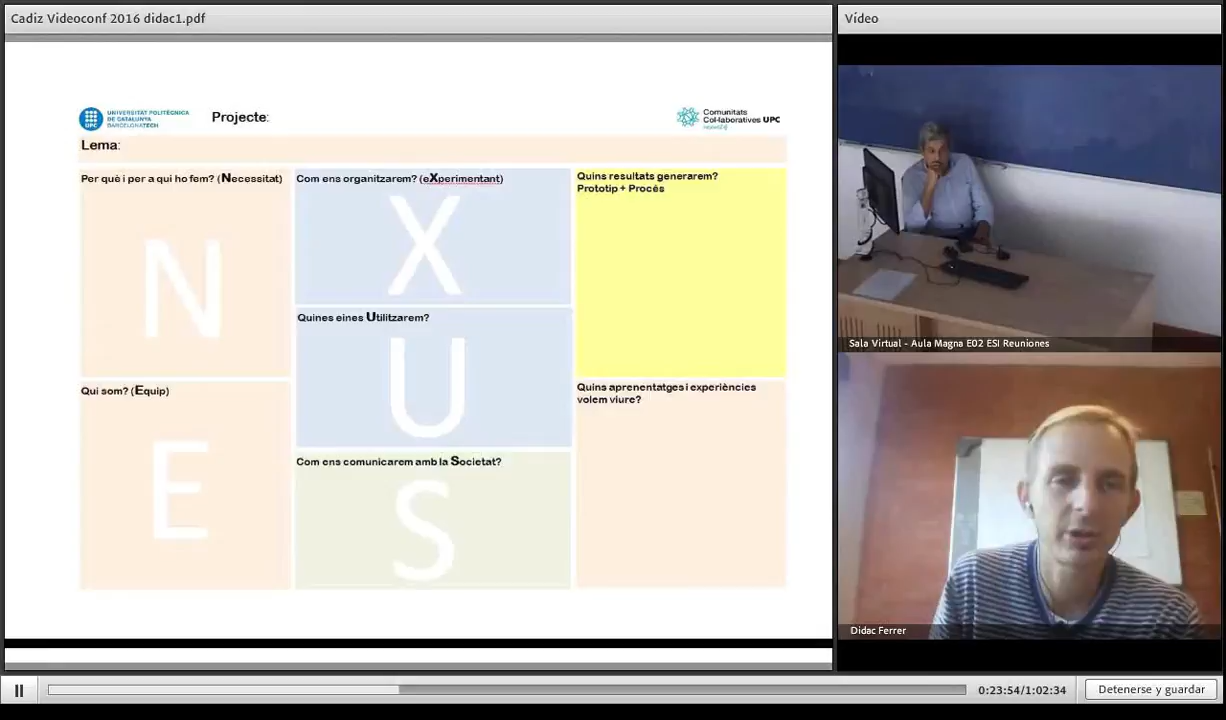 Cadiz Videoconf 2016 didac1.pdf
Vídeo
UNIVERSITAT POLITÈCNICA
DE CATALUNYA
BARCELONATECH
UPC
Projecte:
Comunitats
Col·laboratives UPC
Lema:
Per què i per a qui ho fem? (Necessitat)
N
Qui som? (Equip)
E
Com ens organitzarem? (eXperimentant)
X
Quines eines Utilitzarem?
U
Com ens comunicarem amb la Societat?
S
Quins resultats generarem?
Prototip + Procés
Quins aprenentatges i experiències
volem viure?
Sala Virtual - Aula Magna E02 ESI Reuniones
Didac Ferrer
0:23:54/1:02:34
Detenerse y guardar